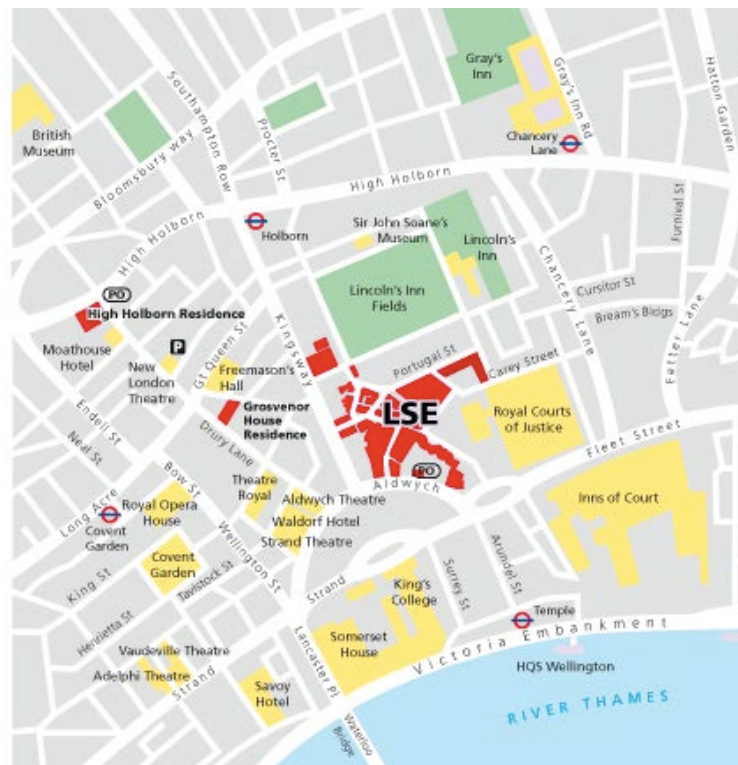 Gray's
Inn
Gray's Inn Rd
Hatton Garden
Southampton Row
British
Museum
Bloomsbury way
Procter St
Chancery
Lane
High Holborn
Furnival St
Holborn
Sir John Soane's
Museum
Lincoln's
Inn
High Holborn
Chancery Lane
Cursitor St
PO
Lincoln's Inn
Fields
Bream's Bldgs
High Holborn Residence
Kingsway
Fetter Lane
P
Gt Queen St
Portugal St
Carey Street
Moathouse
Hotel
New
London
Theatre
Freemason's
Hall
Grosvenor
House
Residence
LSE
Royal Courts
of Justice
Endell St
Neal St
Drury Lane
Fleet Street
PO
Aldwych
Bow St
Theatre
Royal
Aldwych Theatre
Waldorf Hotel
Strand Theatre
Inns of Court
Long Acre
Royal Opera
House
Covent
Garden
Wellington St
Covent
Garden
King St
Tavistock St
Strand
King's
College
Surrey St
Arundel St
Henrietta St
Temple
Somerset
House
Victoria Embankment
Lancaster Pl
Vaudeville Theatre
Adelphi Theatre
Strand
Savoy
Hotel
HQS Wellington
RIVER THAMES
Waterloo
Bridge